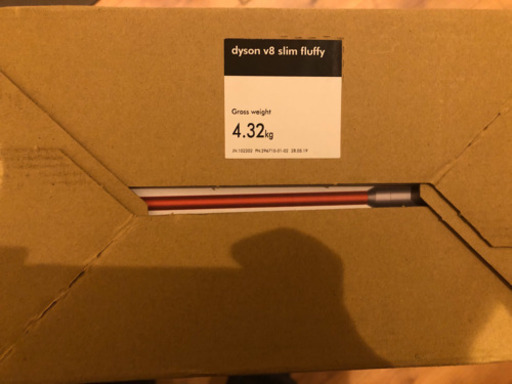 dyson v8 slim fluffy
Gross weight
4.32kg